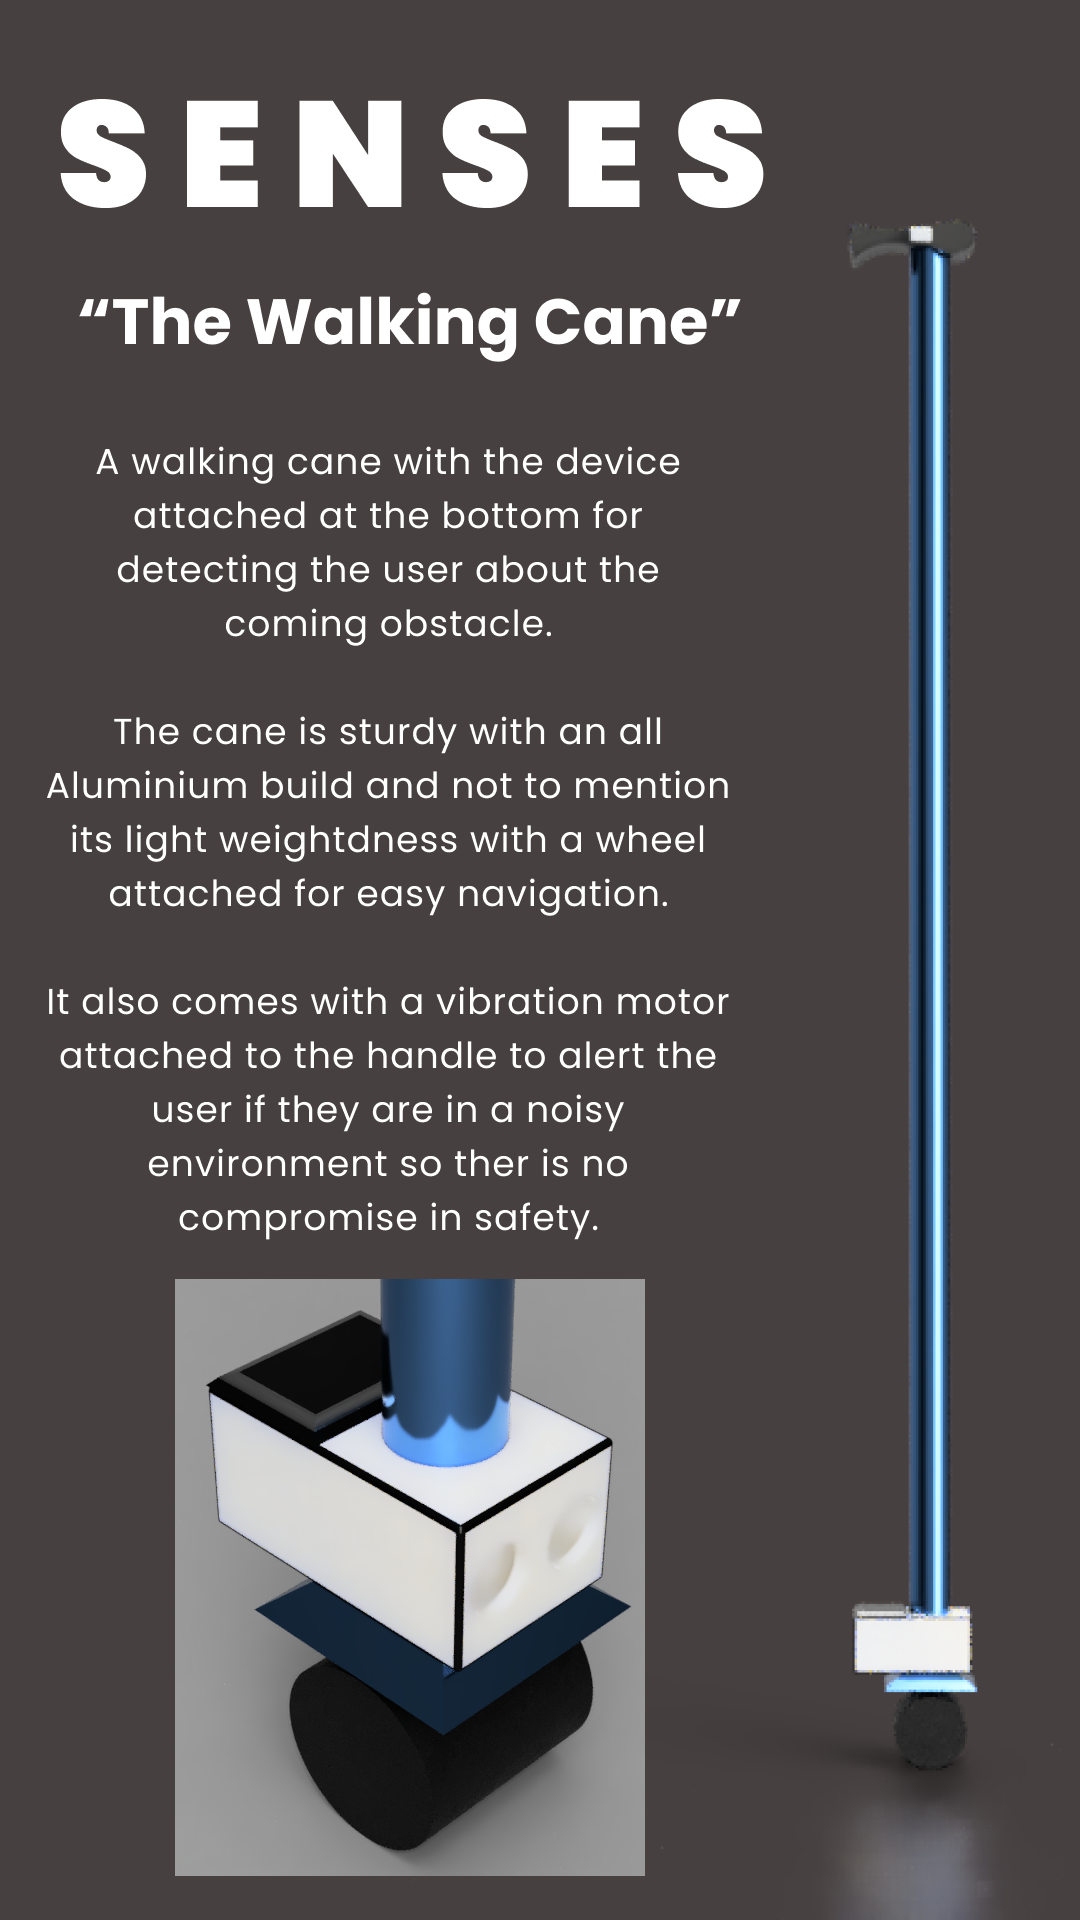 SENSES
“The Walking Cane”
A walking cane with the device
attached at the bottom for
detecting the user about the
coming obstacle.
The cane is sturdy with an all
Aluminium build and not to mention
its light weightdness with a wheel
attached for easy navigation.
It also comes with a vibration motor
attached to the handle to alert the
user if they are in a noisy
environment so ther is no
compromise in safety.